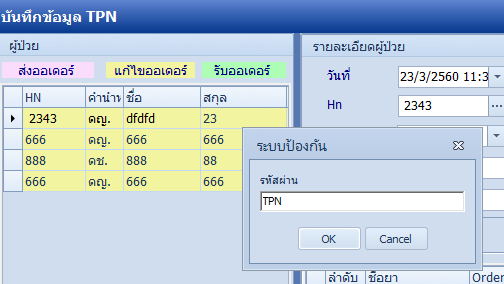 บันทึกข้อมูล TPN
ผู้ป่วย
ส่งออเดอร์ แก้ไขออเดอร์ รับออเดอร์
HN คำนำห ชื่อ สกุล
2343 ดญ. dfdfd 23
666 ดญ. 666 666
888 ดช. 888 88
666 ดญ. 666 666
รายละเอียดผู้ป่วย
วันที่ 23/3/2560 11:3
Hn 2343
ระบบป้องกัน
รหัสผ่าน
TPN
OK Cancel
ลำดับ ชื่อยา Order